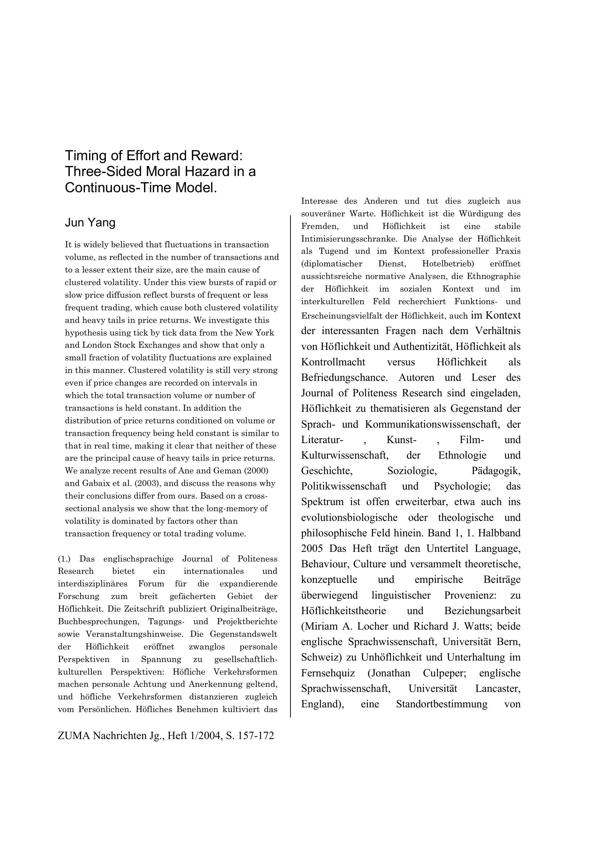 Timing of Effort and Reward:
Three-Sided Moral Hazard in a
Continuous-Time Model.
Jun Yang
It is widely believed that fluctuations in transaction
volume, as reflected in the number of transactions and
to a lesser extent their size, are the main cause of
clustered volatility. Under this view bursts of rapid or
slow price diffusion reflect bursts of frequent or less
frequent trading, which cause both clustered volatility
and heavy tails in price returns. We investigate this
hypothesis using tick by tick data from the New York
and London Stock Exchanges and show that only a
small fraction of volatility fluctuations are explained
in this manner. Clustered volatility is still very strong
even if price changes are recorded on intervals in
which the total transaction volume or number of
transactions is held constant. In addition the
distribution of price returns conditioned on volume or
transaction frequency being held constant is similar to
that in real time, making it clear that neither of these
are the principal cause of heavy tails in price returns.
We analyze recent results of Ane and Geman (2000)
and Gabaix et al. (2003), and discuss the reasons why
their conclusions differ from ours. Based on a cross-
sectional analysis we show that the long-memory of
volatility is dominated by factors other than
transaction frequency or total trading volume.
(1.) Das englischsprachige Journal of Politeness
Research bietet ein internationales und
interdisziplinäres Forum für die expandierende
Forschung zum breit gefächerten Gebiet der
Höflichkeit. Die Zeitschrift publiziert Originalbeiträge,
Buchbesprechungen, Tagungs- und Projektberichte
sowie Veranstaltungshinweise. Die Gegenstandswelt
der Höflichkeit eröffnet zwanglos personale
Perspektiven in Spannung zu gesellschaftlich-
kulturellen Perspektiven: Höfliche Verkehrsformen
machen personale Achtung und Anerkennung geltend,
und höfliche Verkehrsformen distanzieren zugleich
vom Persönlichen. Höfliches Benehmen kultiviert das
Interesse des Anderen und tut dies zugleich aus
souveräner Warte. Höflichkeit ist die Würdigung des
Fremden, und Höflichkeit ist eine stabile
Intimisierungsschranke. Die Analyse der Höflichkeit
als Tugend und im Kontext professioneller Praxis
(diplomatischer Dienst, Hotelbetrieb) eröffnet
aussichtsreiche normative Analysen, die Ethnographie
der Höflichkeit im sozialen Kontext und im
interkulturellen Feld recherchiert Funktions- und
Erscheinungsvielfalt der Höflichkeit, auch im Kontext
der interessanten Fragen nach dem Verhältnis
von Höflichkeit und Authentizität, Höflichkeit als
Kontrollmacht versus Höflichkeit als
Befriedungschance. Autoren und Leser des
Journal of Politeness Research sind eingeladen,
Höflichkeit zu thematisieren als Gegenstand der
Sprach- und Kommunikationswissenschaft, der
Literatur- , Kunst- , Film- und
Kulturwissenschaft, der Ethnologie und
Geschichte, Soziologie, Pädagogik,
Politikwissenschaft und Psychologie; das
Spektrum ist offen erweiterbar, etwa auch ins
evolutionsbiologische oder theologische und
philosophische Feld hinein. Band 1, 1. Halbband
2005 Das Heft trägt den Untertitel Language,
Behaviour, Culture und versammelt theoretische,
konzeptuelle und empirische Beiträge
überwiegend linguistischer Provenienz: zu
Höflichkeitstheorie und Beziehungsarbeit
(Miriam A. Locher und Richard J. Watts; beide
englische Sprachwissenschaft, Universität Bern,
Schweiz) zu Unhöflichkeit und Unterhaltung im
Fernsehquiz (Jonathan Culpeper; englische
Sprachwissenschaft, Universität Lancaster,
England), eine Standortbestimmung von
ZUMA Nachrichten Jg., Heft 1/2004, S. 157-172